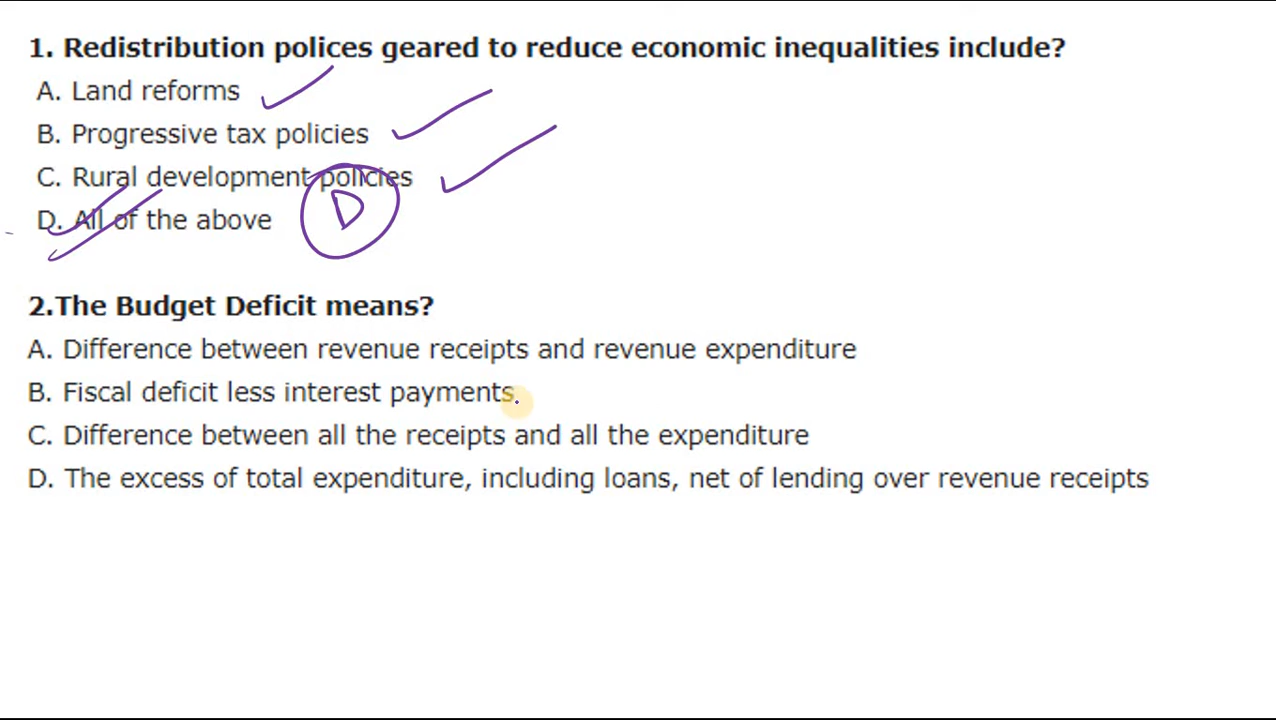 1. Redistribution polices geared to reduce economic inequalities include?
A. Land reforms
B. Progressive tax policies
C. Rural development policies
D. All of the above
D
2.The Budget Deficit means?
A. Difference between revenue receipts and revenue expenditure
B. Fiscal deficit less interest payments.
C. Difference between all the receipts and all the expenditure
D. The excess of total expenditure, including loans, net of lending over revenue receipts